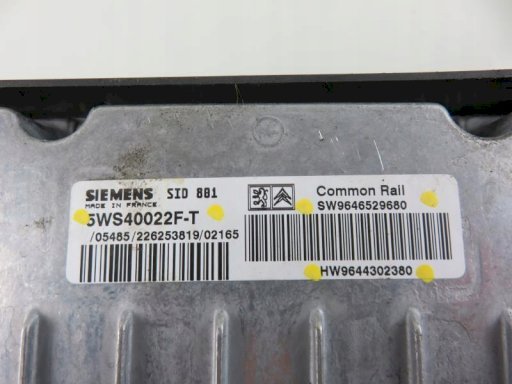 SIEMENS SID 801
MADE IN FRANCE
5WS40022F-T
/05485/226253819/02165
Common Rail
SW9646529680
HW9644302380